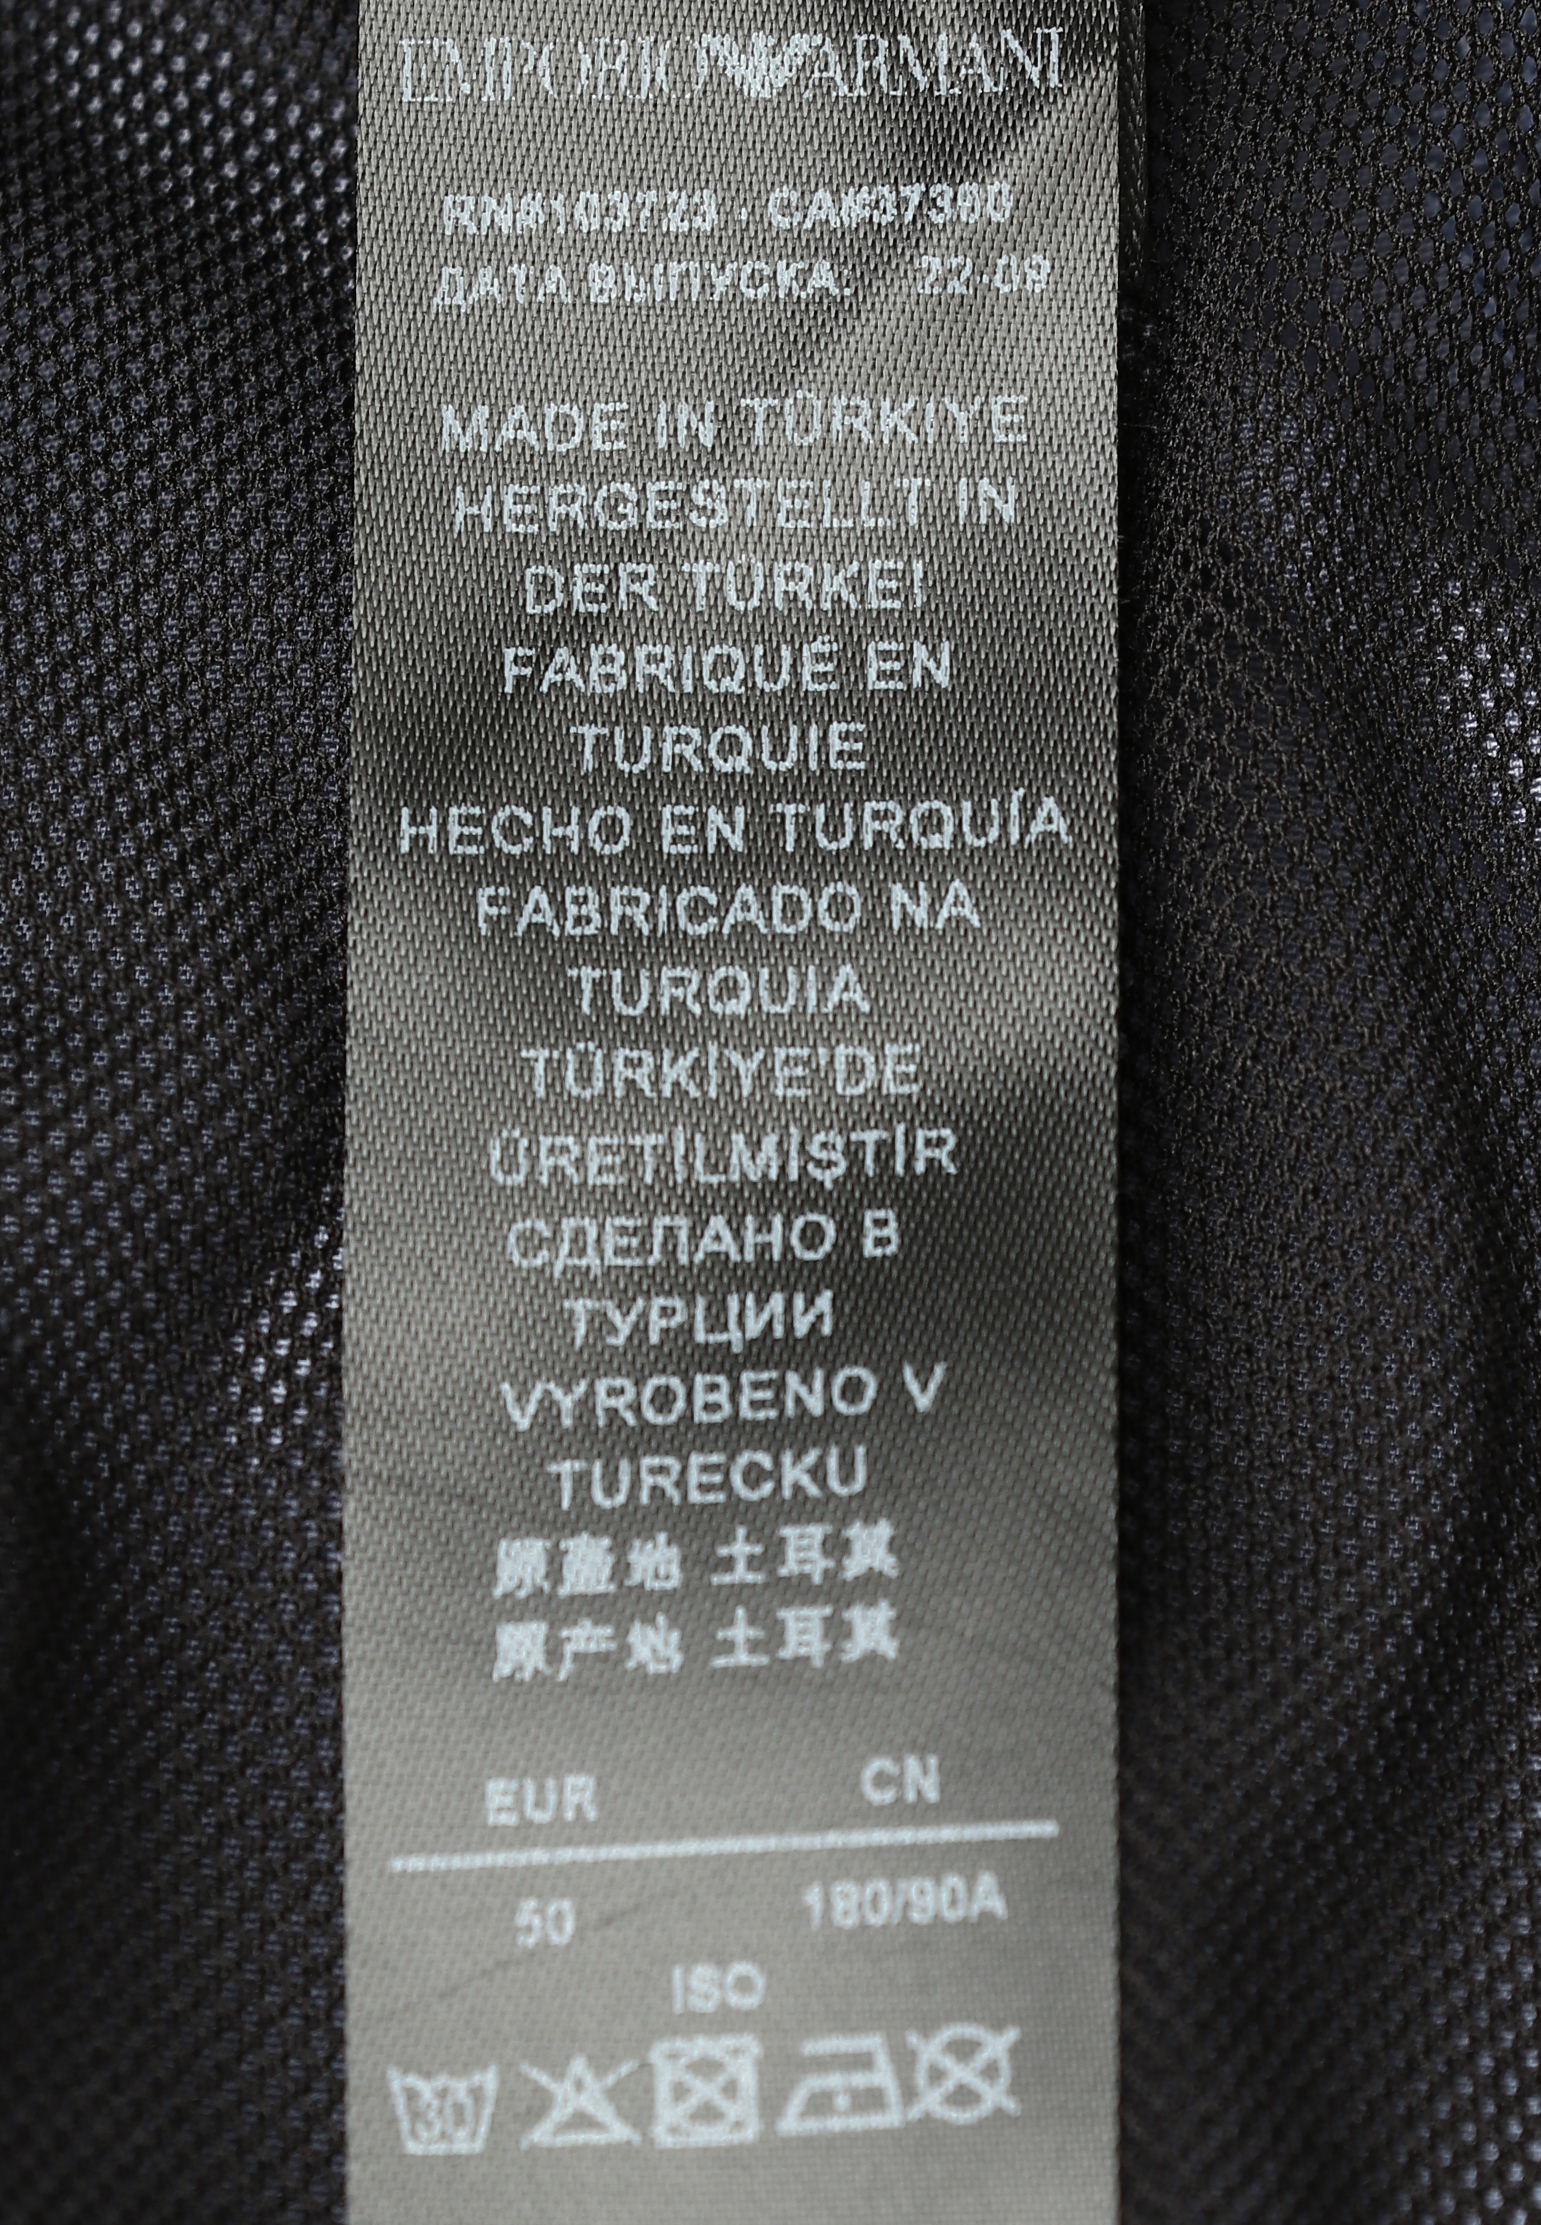 EMPORIO ARMANI
RN#103723 . CA#37380
ДАТА ВЫПУСКА: 22-09
MADE IN TÜRKIYE
HERGESTELLT IN
DER TÜRKEI
FABRIQUÉ EN
TURQUIE
HECHO EN TURQUÍA
FABRICADO NA
TURQUIA
TÜRKİYE'DE
ÜRETİLMİŞTİR
СДЕЛАНО В
ТУРЦИИ
VYROBENO V
TURECKU
原產地 土耳其
原产地 土耳其
EUR CN
50 180/90A
ISO
30